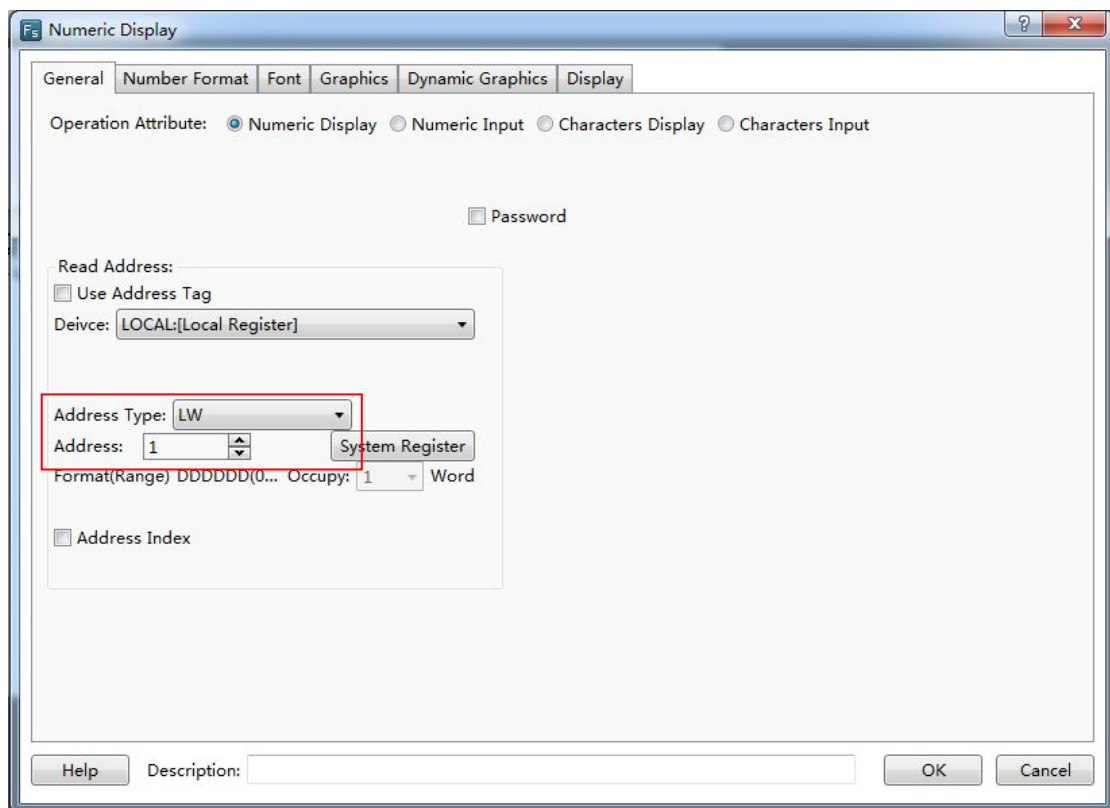 Fs Numeric Display
General Number Format Font Graphics Dynamic Graphics Display
Operation Attribute: Numeric Display Numeric Input Characters Display Characters Input
Password
Read Address:
Use Address Tag
Deivce: LOCAL:[Local Register]
Address Type: LW
Address: 1 System Register
Format(Range) DDDDDD(0... Occupy: 1 Word
Address Index
Help Description: OK Cancel